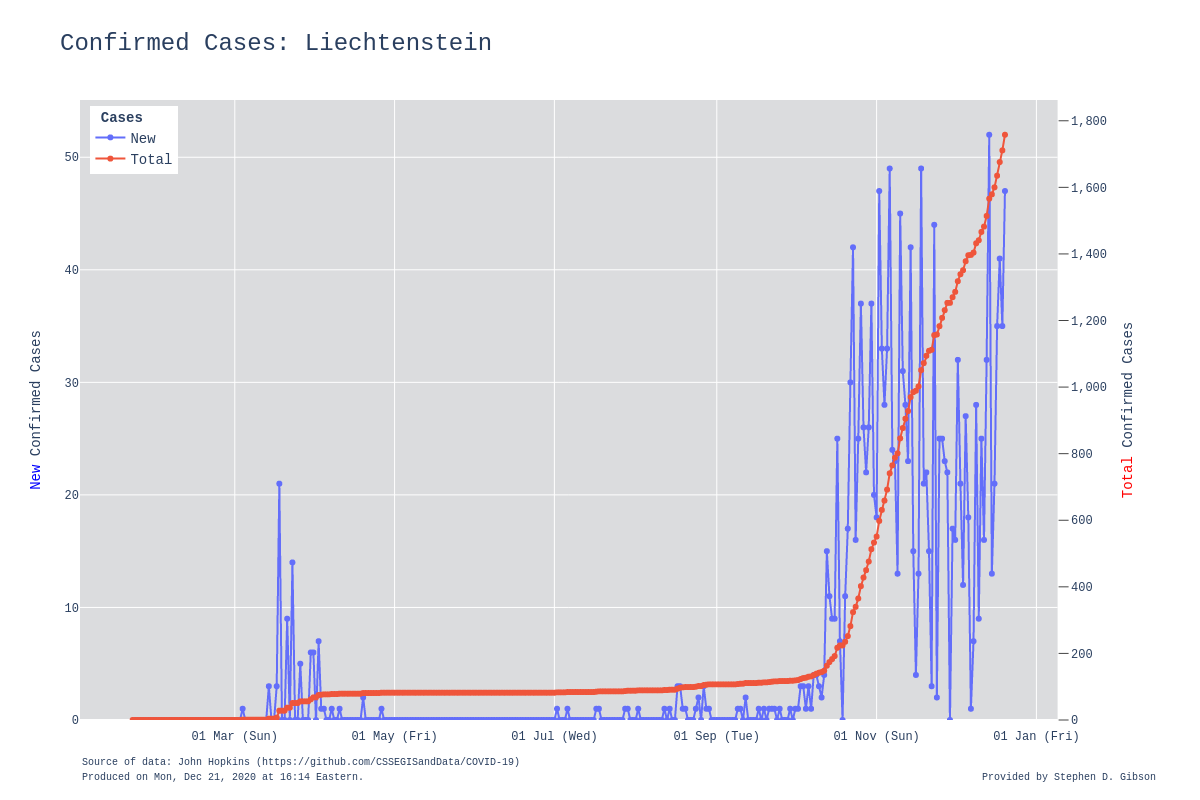 Confirmed Cases: Liechtenstein
Cases
New
Total
50
40
30
20
10
0
New Confirmed Cases
1,800
1,600
1,400
1,200
1,000
800
600
400
200
0
Total Confirmed Cases
01 Mar (Sun)
01 May (Fri)
01 Jul (Wed)
01 Sep (Tue)
01 Nov (Sun)
01 Jan (Fri)
Source of data: John Hopkins (https://github.com/CSSEGISandData/COVID-19)
Produced on Mon, Dec 21, 2020 at 16:14 Eastern.
Provided by Stephen D. Gibson